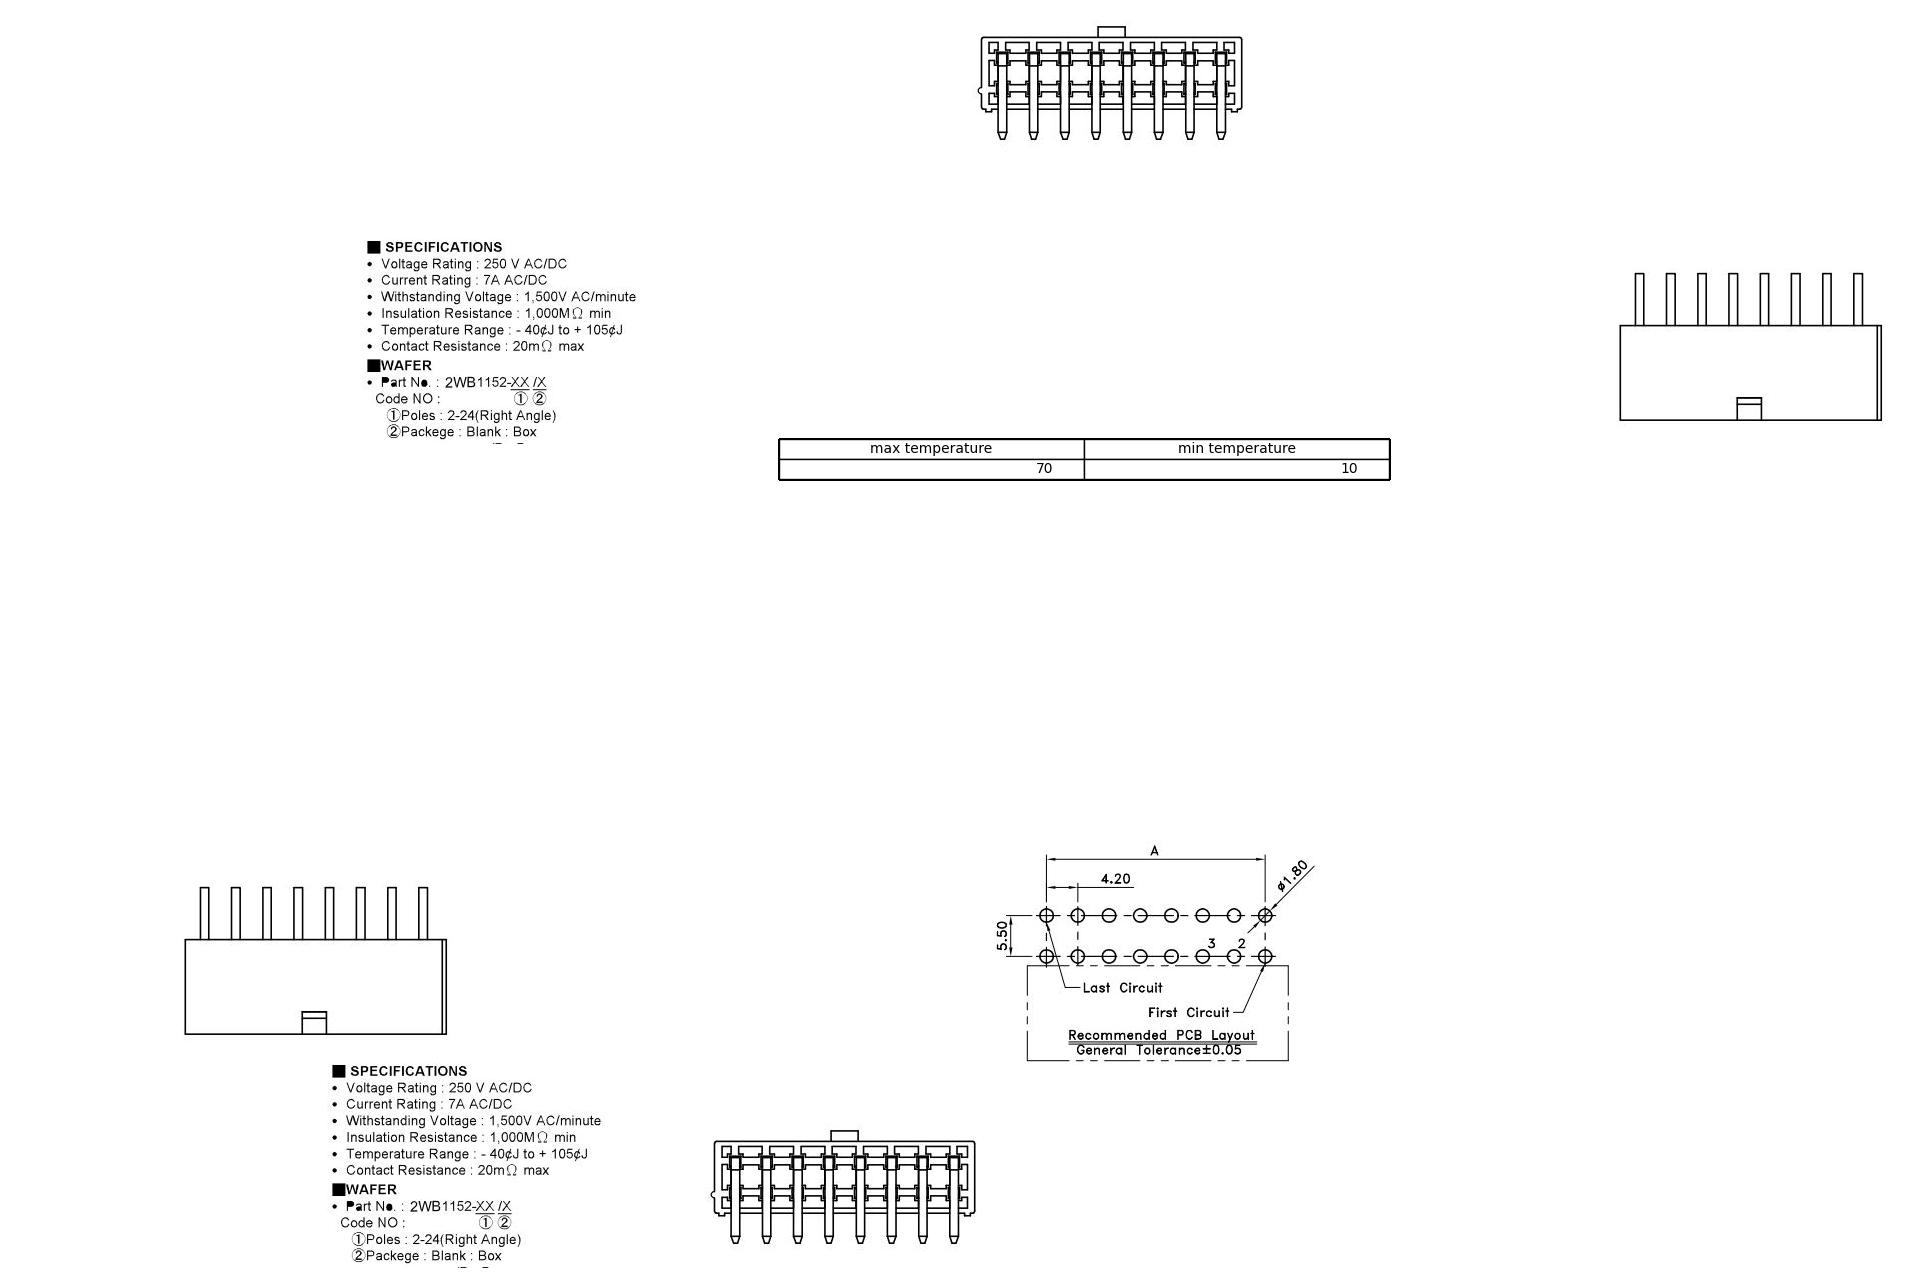 ■ SPECIFICATIONS
• Voltage Rating : 250 V AC/DC
• Current Rating : 7A AC/DC
• Withstanding Voltage : 1,500V AC/minute
• Insulation Resistance : 1,000MΩ min
• Temperature Range : - 40¢J to + 105¢J
• Contact Resistance : 20mΩ max
■WAFER
• Part No. : 2WB1152-XX /X
Code NO : ① ②
①Poles : 2-24(Right Angle)
②Packege : Blank : Box
max temperature min temperature
70 10
A
4.20
ø1.80
5.50
3 2
Last Circuit
First Circuit
Recommended PCB Layout
General Tolerance±0.05
■ SPECIFICATIONS
• Voltage Rating : 250 V AC/DC
• Current Rating : 7A AC/DC
• Withstanding Voltage : 1,500V AC/minute
• Insulation Resistance : 1,000MΩ min
• Temperature Range : - 40¢J to + 105¢J
• Contact Resistance : 20mΩ max
■WAFER
• Part No. : 2WB1152-XX /X
Code NO : ① ②
①Poles : 2-24(Right Angle)
②Packege : Blank : Box